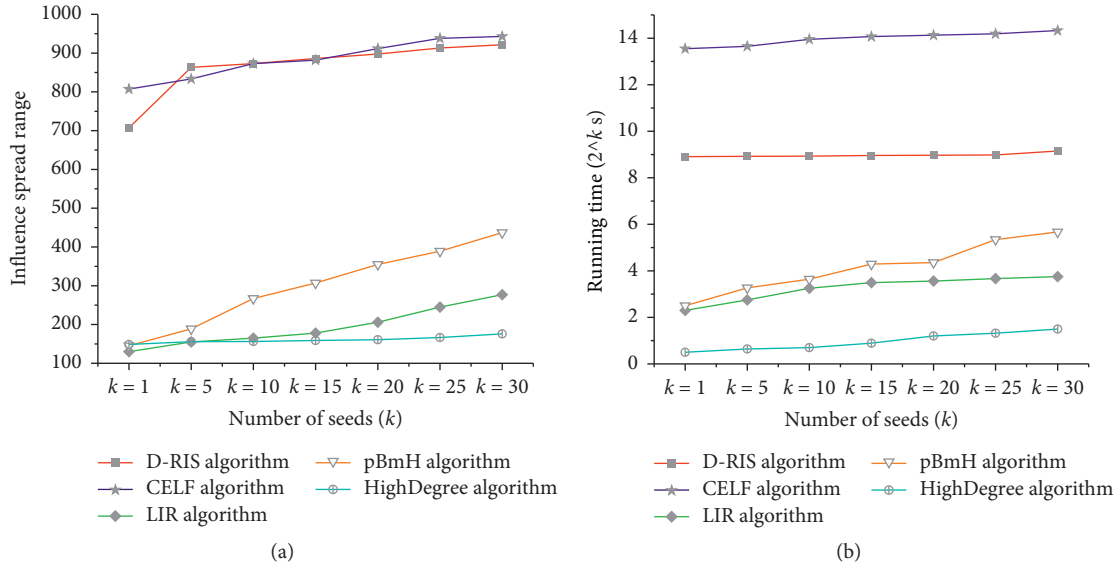 1000
900
800
700
600
500
400
300
200
100
Influence spread range
k = 1 k = 5 k = 10 k = 15 k = 20 k = 25 k = 30
Number of seeds (k)
D-RIS algorithm
CELF algorithm
LIR algorithm
pBmH algorithm
HighDegree algorithm
(a)
14
12
10
8
6
4
2
0
Running time (2^k s)
k = 1 k = 5 k = 10 k = 15 k = 20 k = 25 k = 30
Number of seeds (k)
D-RIS algorithm
CELF algorithm
LIR algorithm
pBmH algorithm
HighDegree algorithm
(b)